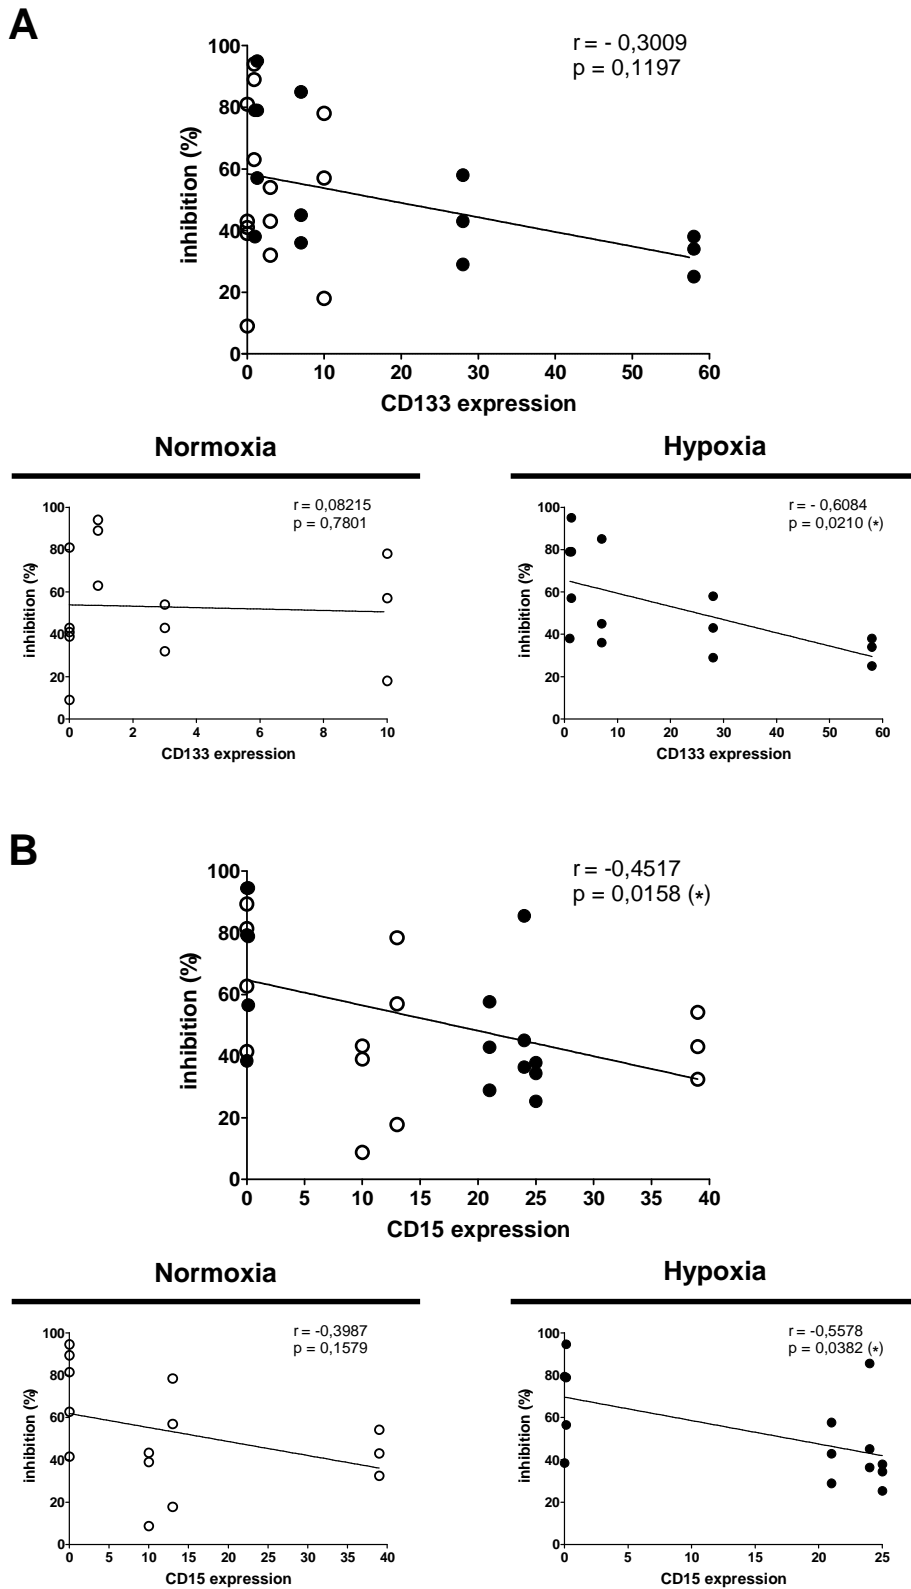 A
r = - 0,3009
p = 0,1197
100
80
60
40
20
0
inhibition (%)
0 10 20 30 40 50 60
CD133 expression
Normoxia
r = 0,08215
p = 0,7801
100
80
60
40
20
0
inhibition (%)
0 2 4 6 8 10
CD133 expression
Hypoxia
r = - 0,6084
p = 0,0210 (*)
100
80
60
40
20
0
inhibition (%)
0 10 20 30 40 50 60
CD133 expression
B
r = -0,4517
p = 0,0158 (*)
100
80
60
40
20
0
inhibition (%)
0 5 10 15 20 25 30 35 40
CD15 expression
Normoxia
r = -0,3987
p = 0,1579
100
80
60
40
20
0
inhibition (%)
0 5 10 15 20 25 30 35 40
CD15 expression
Hypoxia
r = -0,5578
p = 0,0382 (*)
100
80
60
40
20
0
inhibition (%)
0 5 10 15 20 25
CD15 expression